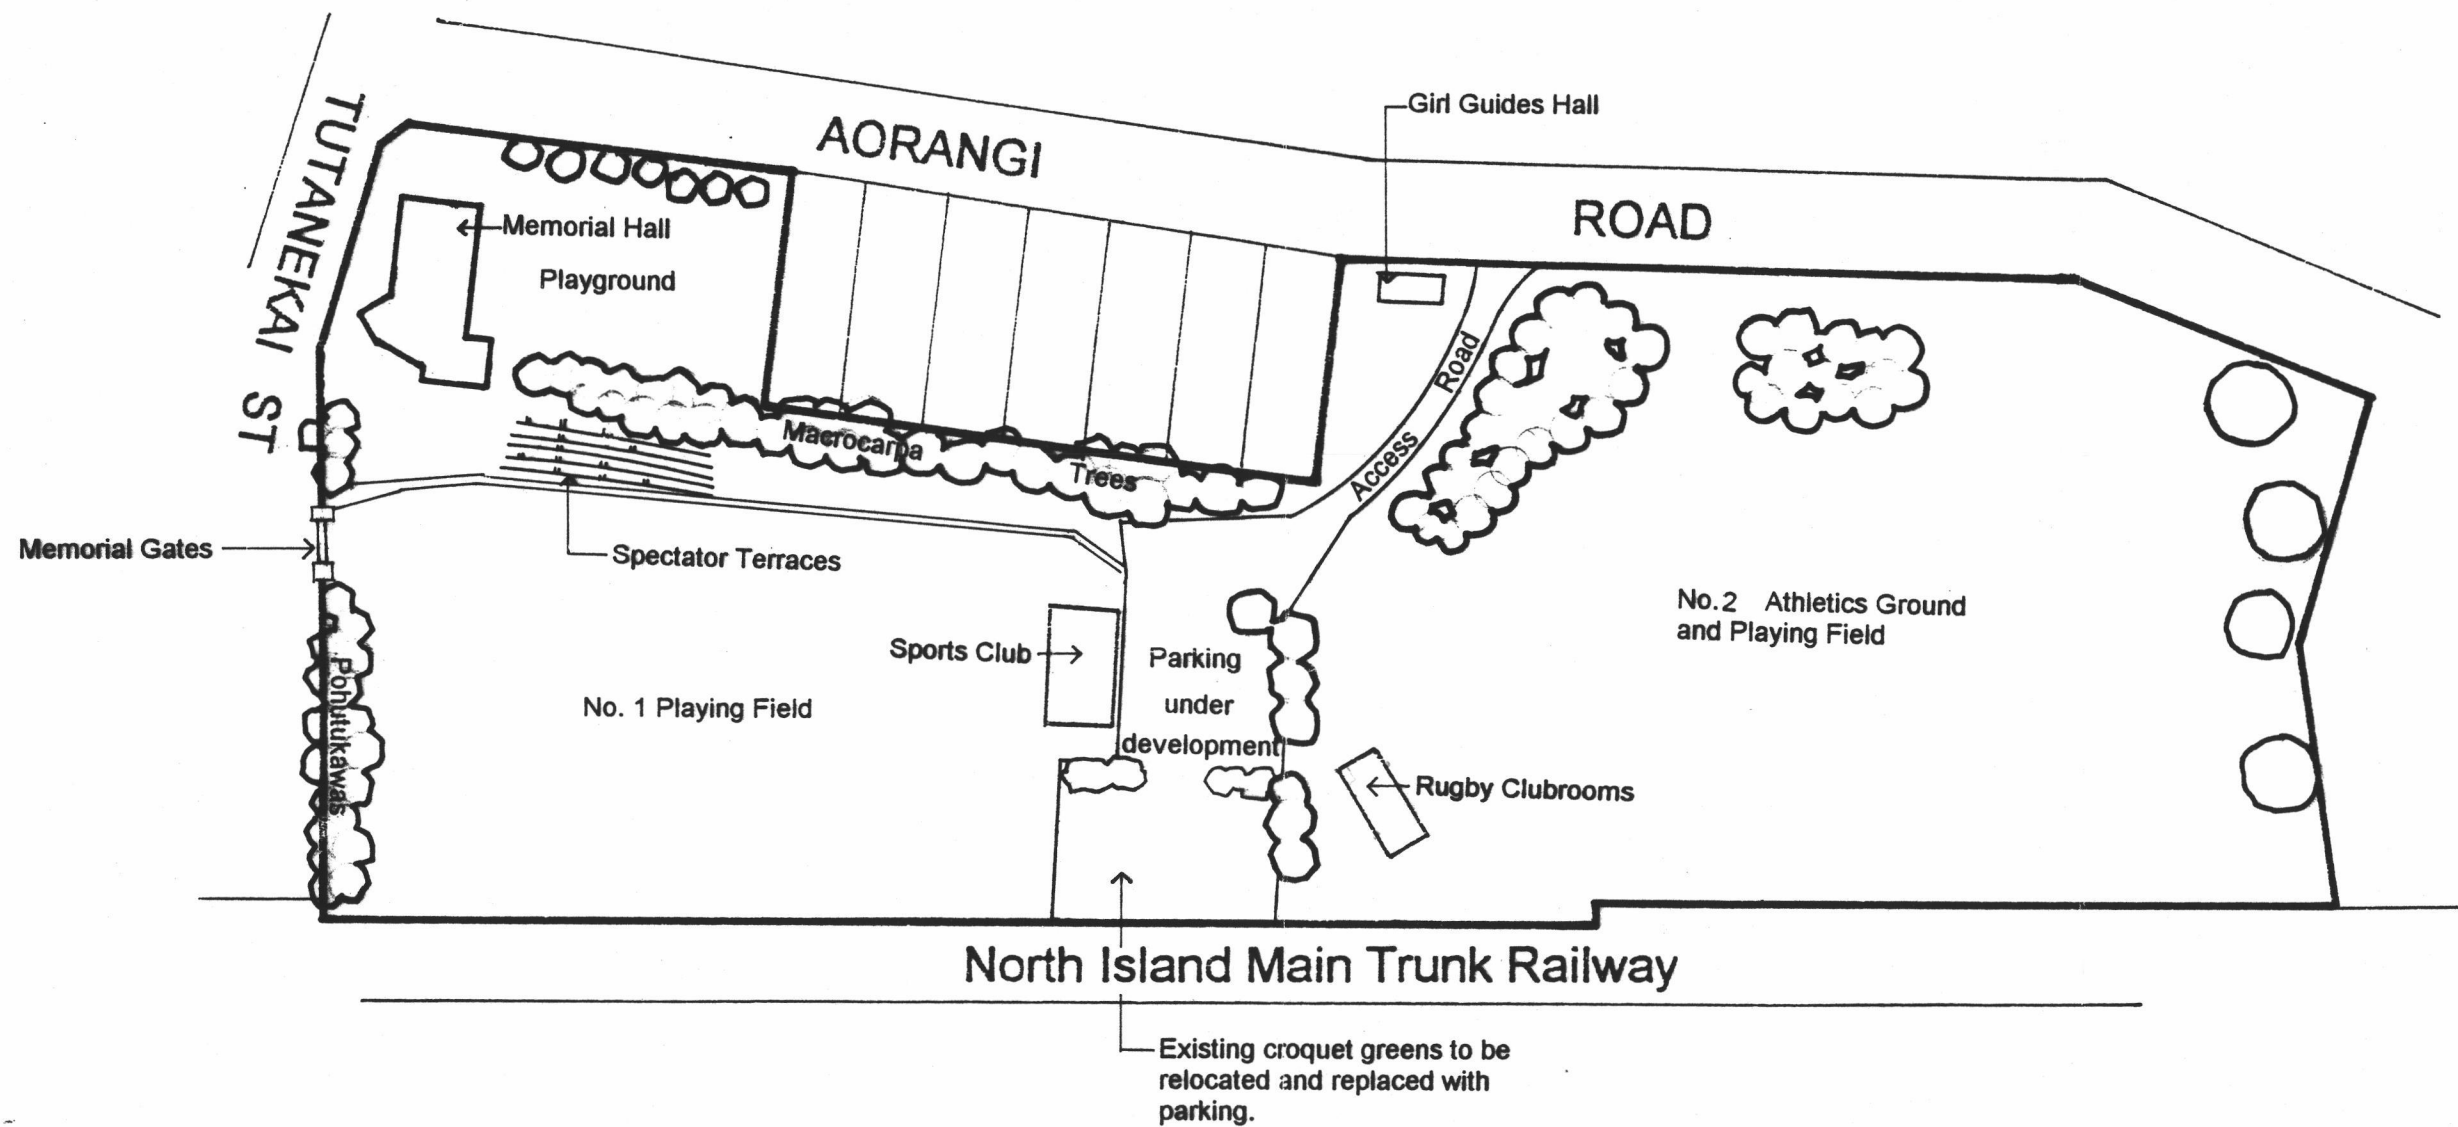 Girl Guides Hall
TUTANEKAI ST
AORANGI
ROAD
Memorial Hall
Playground
Road
Access
Macrocarpa
Trees
Memorial Gates
Spectator Terraces
No.2 Athletics Ground
and Playing Field
Sports Club
Parking
under
development
No. 1 Playing Field
Pohutukawas
Rugby Clubrooms
North Island Main Trunk Railway
Existing croquet greens to be
relocated and replaced with
parking.